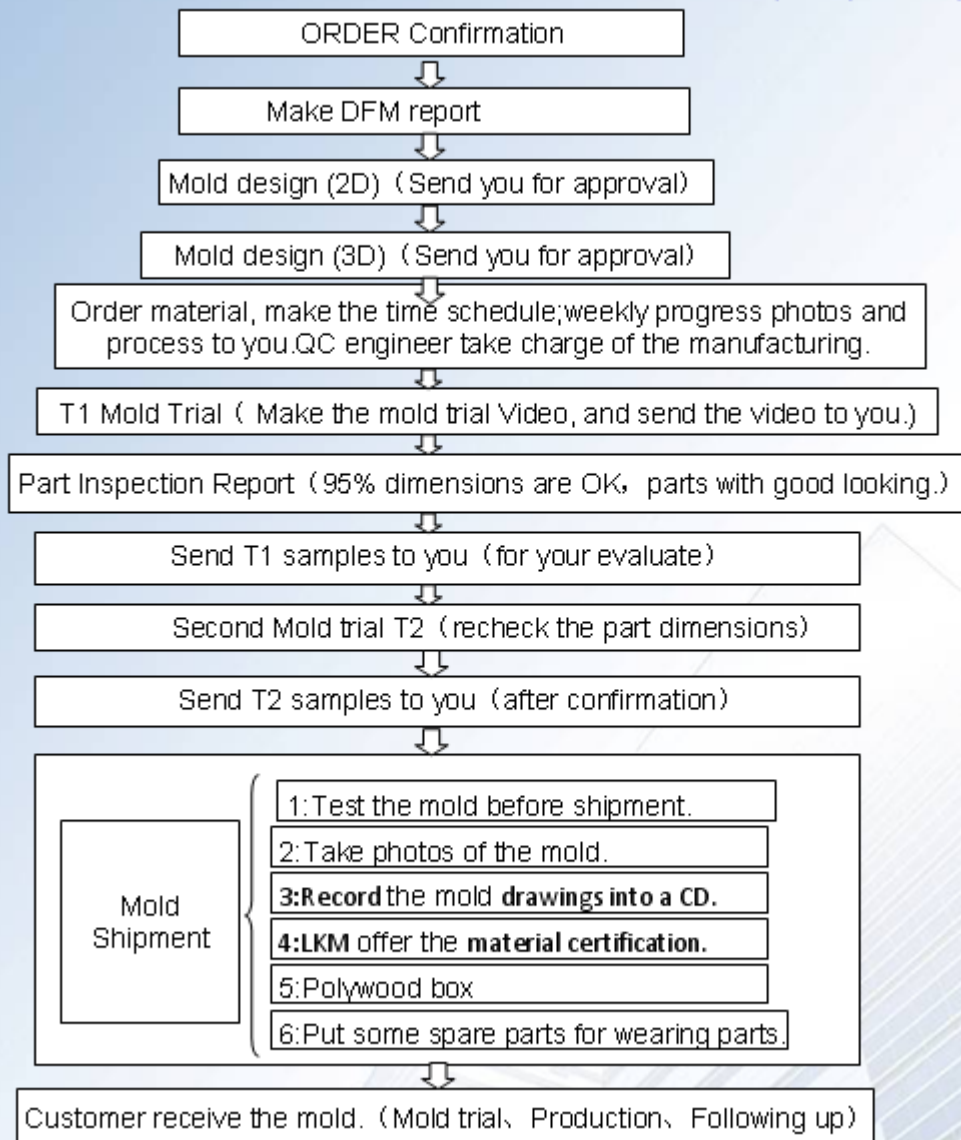 ORDER Confirmation
Make DFM report
Mold design (2D)（Send you for approval）
Mold design (3D)（Send you for approval）
Order material, make the time schedule;weekly progress photos and
process to you.QC engineer take charge of the manufacturing.
T1 Mold Trial（ Make the mold trial Video, and send the video to you.)
Part Inspection Report（95% dimensions are OK，parts with good looking.）
Send T1 samples to you（for your evaluate）
Second Mold trial T2（recheck the part dimensions）
Send T2 samples to you（after confirmation）
Mold
Shipment
1:Test the mold before shipment.
2:Take photos of the mold.
3:Record the mold drawings into a CD.
4:LKM offer the material certification.
5:Polywood box
6:Put some spare parts for wearing parts.
Customer receive the mold.（Mold trial、Production、Following up）